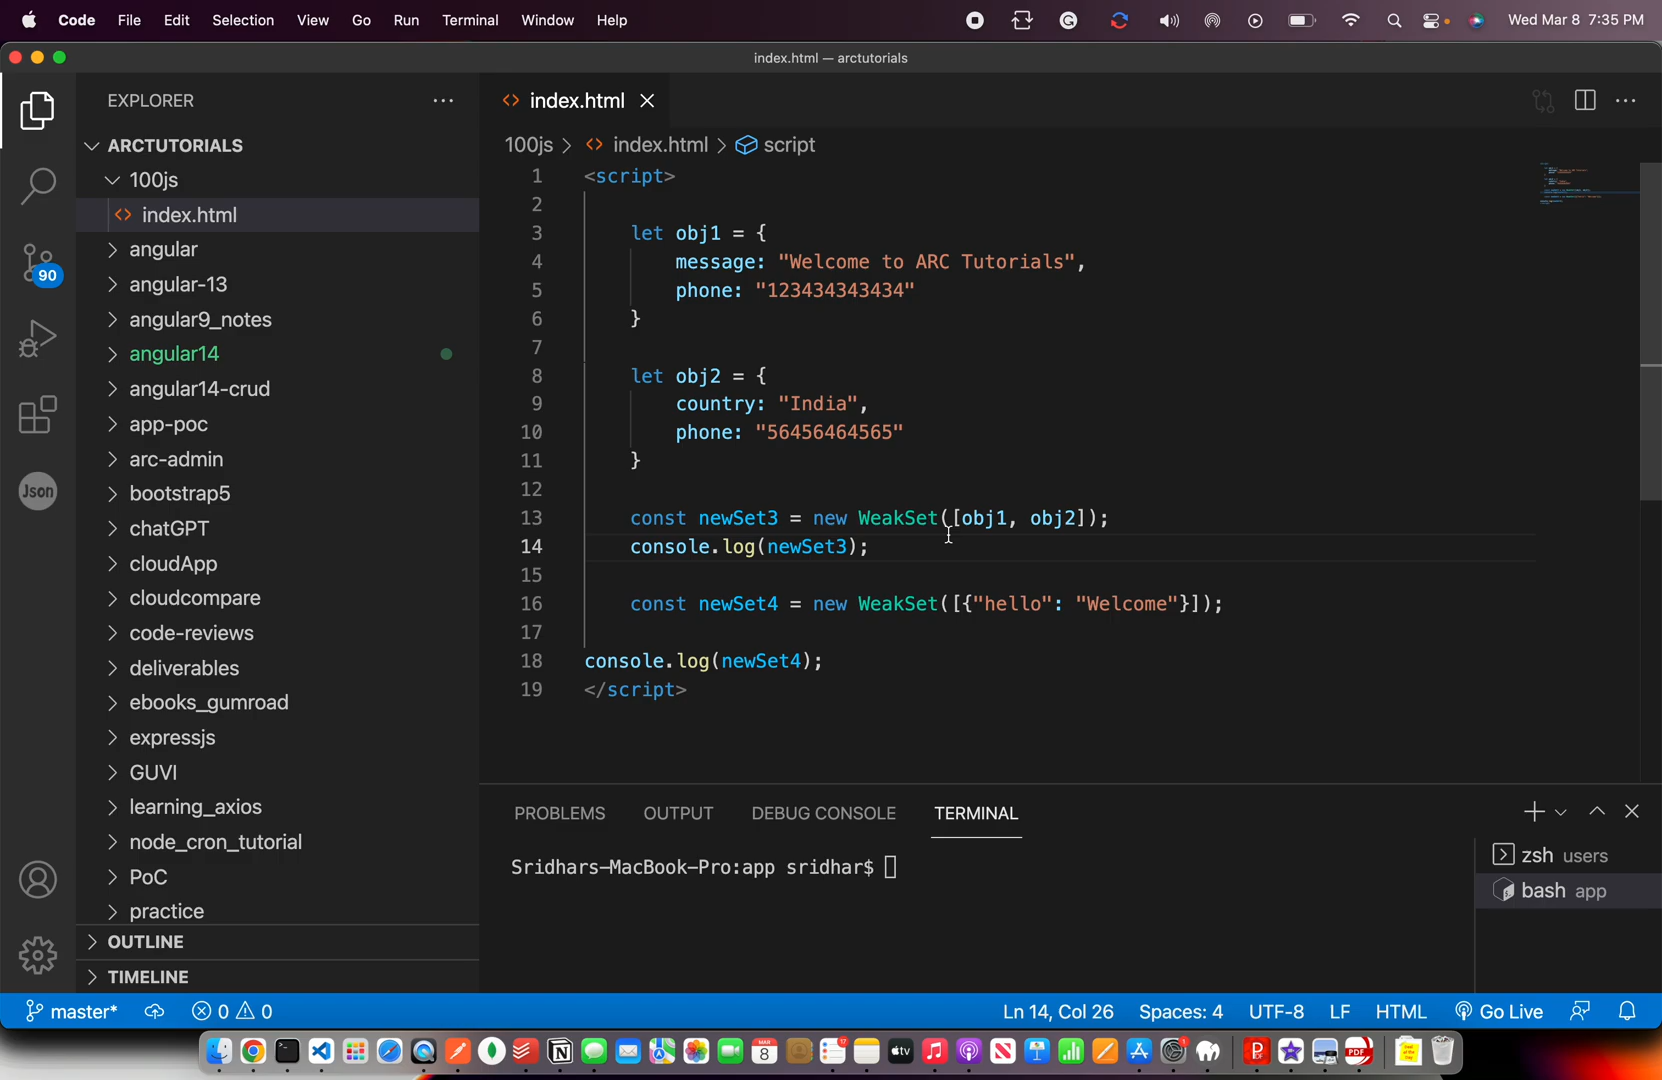 Code File Edit Selection View Go Run Terminal Window Help Wed Mar 8 7:35 PM
index.html — arctutorials
EXPLORER
ARCTUTORIALS
100js
index.html
angular
angular-13
angular9_notes
angular14
angular14-crud
app-poc
arc-admin
bootstrap5
chatGPT
cloudApp
cloudcompare
code-reviews
deliverables
ebooks_gumroad
expressjs
GUVI
learning_axios
node_cron_tutorial
PoC
practice
OUTLINE
TIMELINE
90
Json
index.html
100js > index.html > script
1 <script>
2
3 let obj1 = {
4 message: "Welcome to ARC Tutorials",
5 phone: "123434343434"
6 }
7
8 let obj2 = {
9 country: "India",
10 phone: "56456464565"
11 }
12
13 const newSet3 = new WeakSet([obj1, obj2]);
14 console.log(newSet3);
15
16 const newSet4 = new WeakSet([{"hello": "Welcome"}]);
17
18 console.log(newSet4);
19 </script>
PROBLEMS OUTPUT DEBUG CONSOLE TERMINAL
Sridhars-MacBook-Pro:app sridhar$
zsh users
bash app
master* 0 0 Ln 14, Col 26 Spaces: 4 UTF-8 LF HTML Go Live